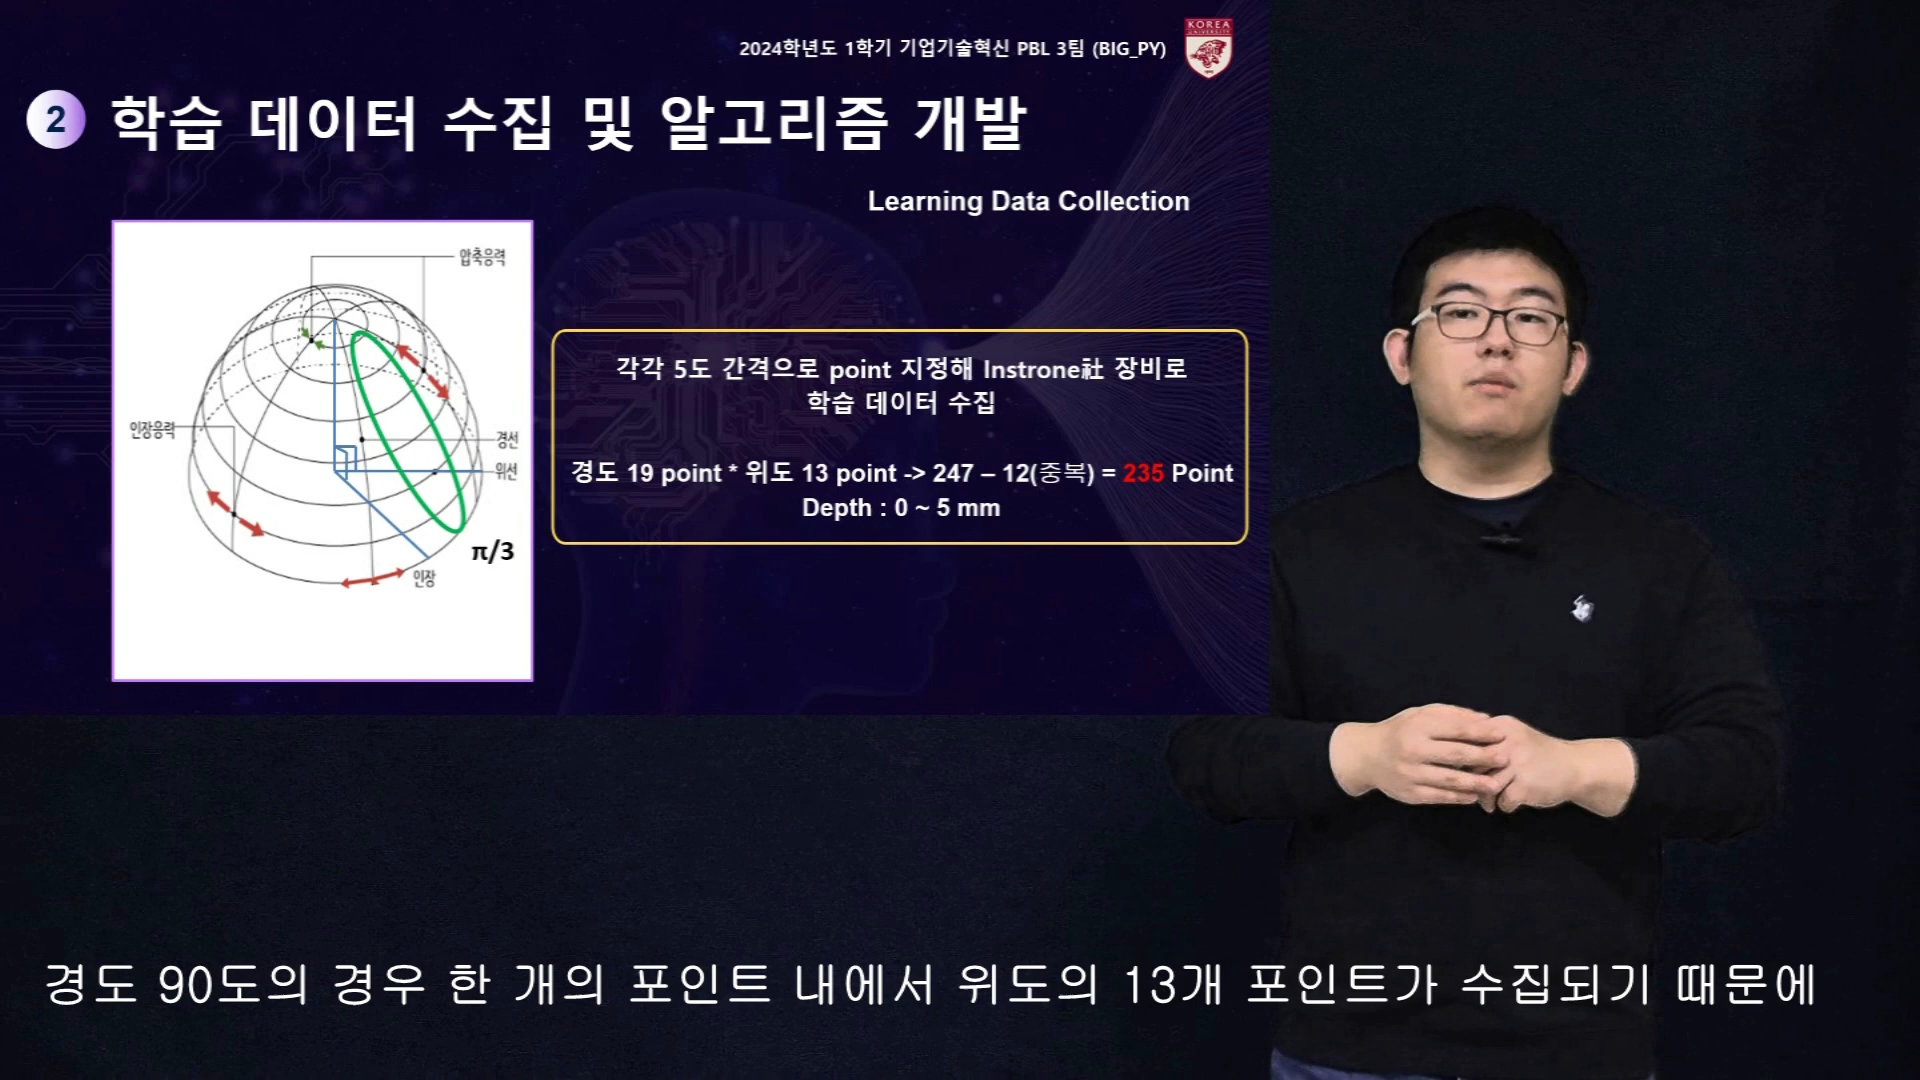 2024학년도 1학기 기업기술혁신 PBL 3팀 (BIG_PY)
KOREA
UNIVERSITY
2 학습 데이터 수집 및 알고리즘 개발
Learning Data Collection
압축응력
인장응력
경선
위선
π/3
인장
각각 5도 간격으로 point 지정해 Instrone社 장비로
학습 데이터 수집
경도 19 point * 위도 13 point -> 247 – 12(중복) = 235 Point
Depth : 0 ~ 5 mm
경도 90도의 경우 한 개의 포인트 내에서 위도의 13개 포인트가 수집되기 때문에